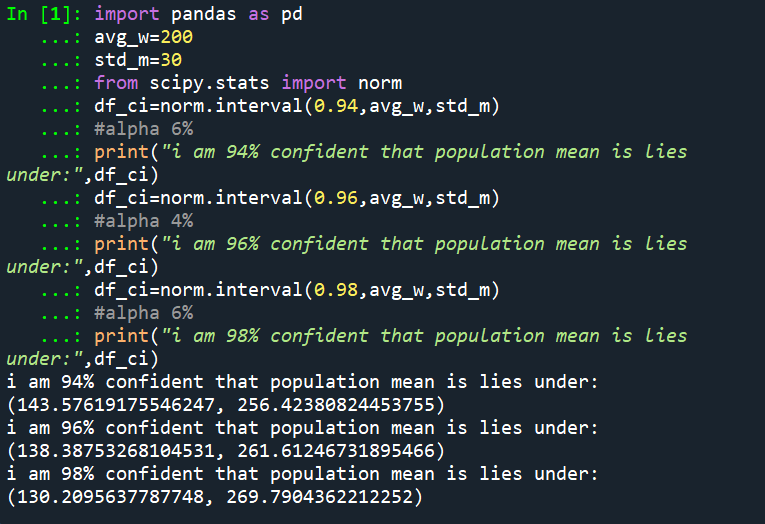 In [1]: import pandas as pd
   ...: avg_w=200
   ...: std_m=30
   ...: from scipy.stats import norm
   ...: df_ci=norm.interval(0.94,avg_w,std_m)
   ...: #alpha 6%
   ...: print("i am 94% confident that population mean is lies
under:",df_ci)
   ...: df_ci=norm.interval(0.96,avg_w,std_m)
   ...: #alpha 4%
   ...: print("i am 96% confident that population mean is lies
under:",df_ci)
   ...: df_ci=norm.interval(0.98,avg_w,std_m)
   ...: #alpha 6%
   ...: print("i am 98% confident that population mean is lies
under:",df_ci)
i am 94% confident that population mean is lies under:
(143.57619175546247, 256.42380824453755)
i am 96% confident that population mean is lies under:
(138.38753268104531, 261.61246731895466)
i am 98% confident that population mean is lies under:
(130.2095637787748, 269.7904362212252)